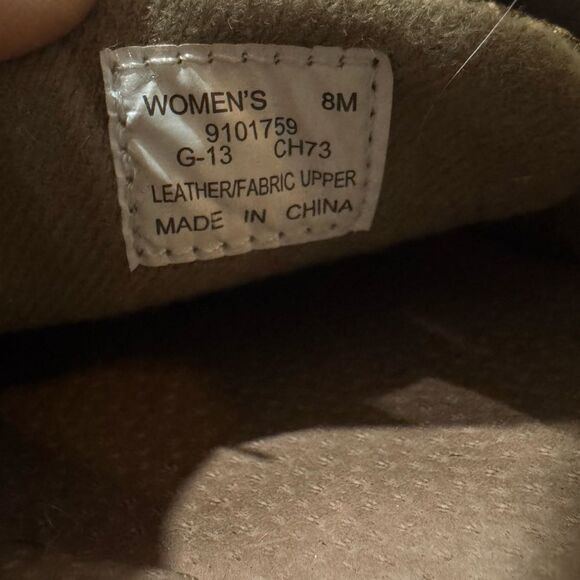 WOMEN'S 8M
9101759
G-13 CH73
LEATHER/FABRIC UPPER
MADE IN CHINA